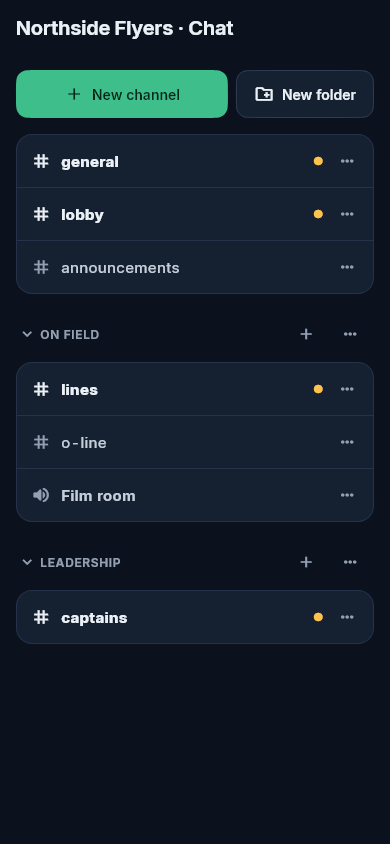 Northside Flyers · Chat
New channel
New folder
general
lobby
announcements
ON FIELD
lines
o-line
Film room
LEADERSHIP
captains